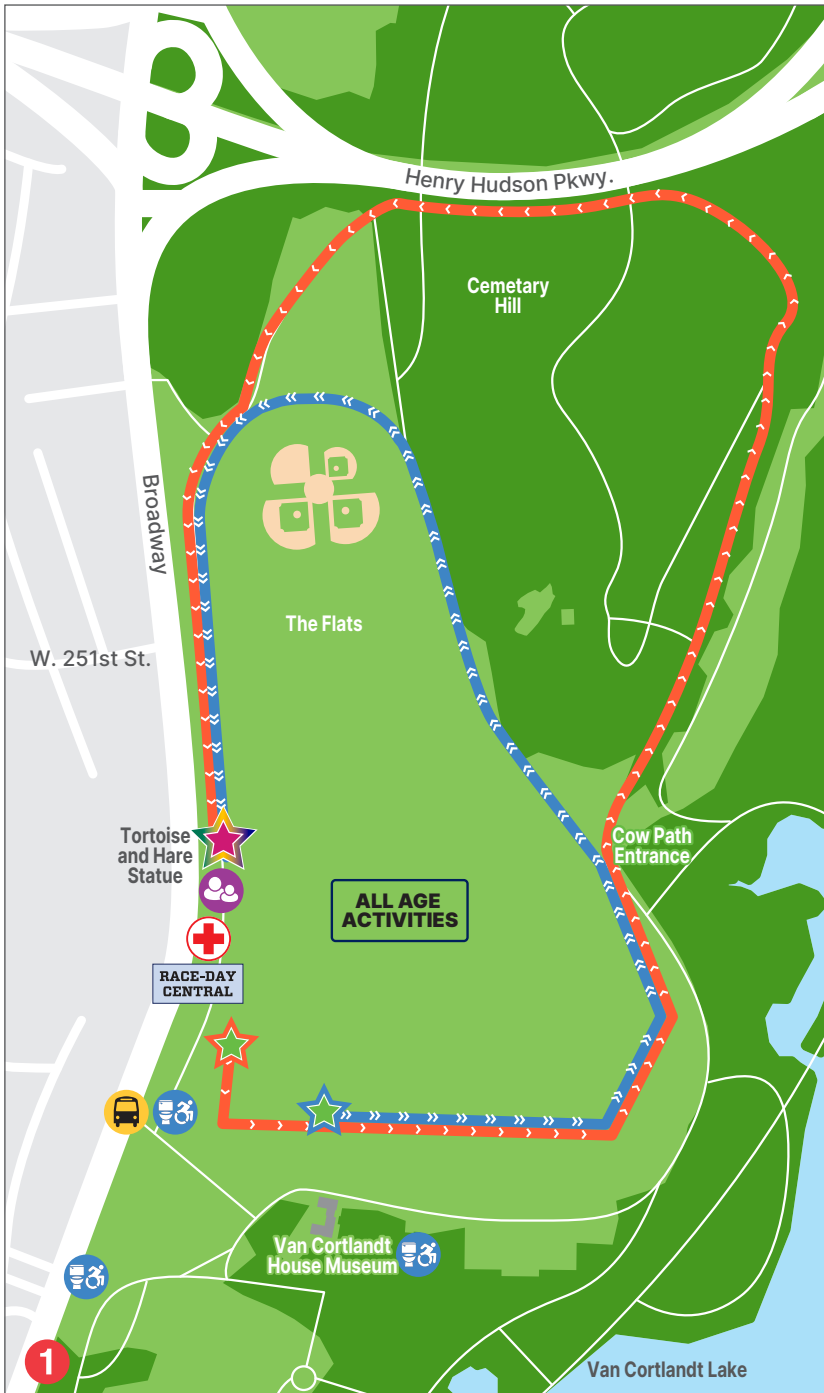 Henry Hudson Pkwy.
Cemetary
Hill
Broadway
The Flats
W. 251st St.
Tortoise
and Hare
Statue
Cow Path
Entrance
ALL AGE
ACTIVITIES
RACE-DAY
CENTRAL
Van Cortlandt
House Museum
1
Van Cortlandt Lake